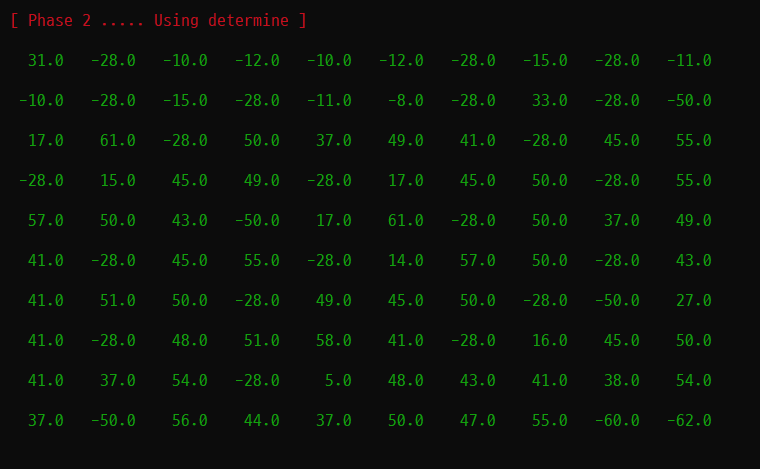 [ Phase 2 ..... Using determine ]
31.0 -28.0 -10.0 -12.0 -10.0 -12.0 -28.0 -15.0 -28.0 -11.0
-10.0 -28.0 -15.0 -28.0 -11.0 -8.0 -28.0 33.0 -28.0 -50.0
17.0 61.0 -28.0 50.0 37.0 49.0 41.0 -28.0 45.0 55.0
-28.0 15.0 45.0 49.0 -28.0 17.0 45.0 50.0 -28.0 55.0
57.0 50.0 43.0 -50.0 17.0 61.0 -28.0 50.0 37.0 49.0
41.0 -28.0 45.0 55.0 -28.0 14.0 57.0 50.0 -28.0 43.0
41.0 51.0 50.0 -28.0 49.0 45.0 50.0 -28.0 -50.0 27.0
41.0 -28.0 48.0 51.0 58.0 41.0 -28.0 16.0 45.0 50.0
41.0 37.0 54.0 -28.0 5.0 48.0 43.0 41.0 38.0 54.0
37.0 -50.0 56.0 44.0 37.0 50.0 47.0 55.0 -60.0 -62.0